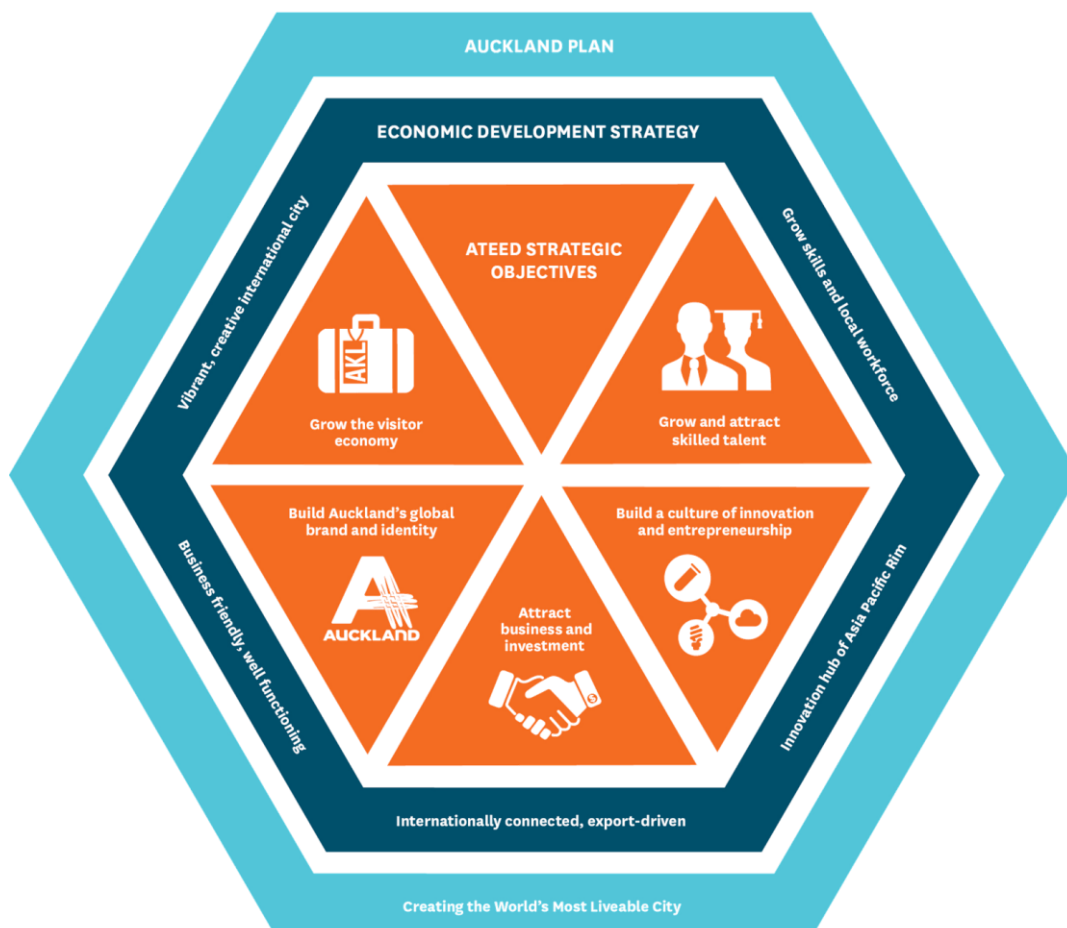 AUCKLAND PLAN
ECONOMIC DEVELOPMENT STRATEGY
Vibrant, creative international city
Grow skills and local workforce
ATEED STRATEGIC
OBJECTIVES
AKL
Grow the visitor
economy
Grow and attract
skilled talent
Build Auckland's global
brand and identity
A
AUCKLAND
Attract
business and
investment
$
Build a culture of innovation
and entrepreneurship
Business friendly, well functioning
Innovation hub of Asia Pacific Rim
Internationally connected, export-driven
Creating the World's Most Liveable City